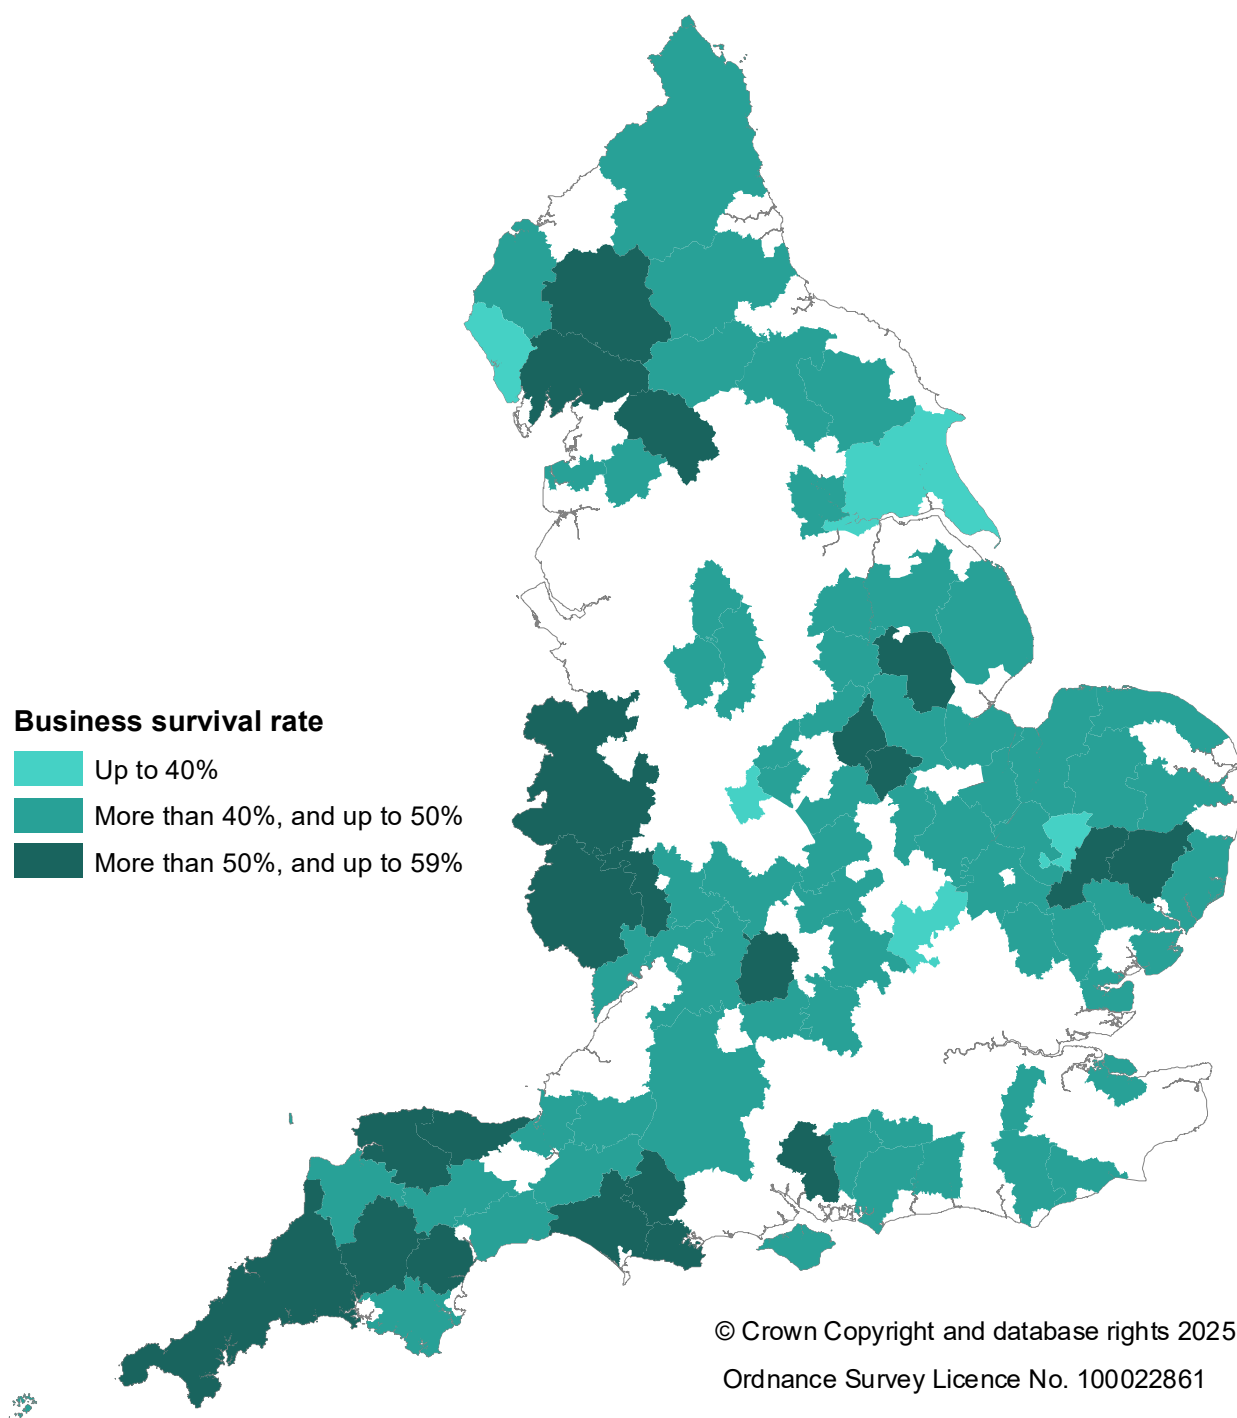 Business survival rate
Up to 40%
More than 40%, and up to 50%
More than 50%, and up to 59%
© Crown Copyright and database rights 2025
Ordnance Survey Licence No. 100022861